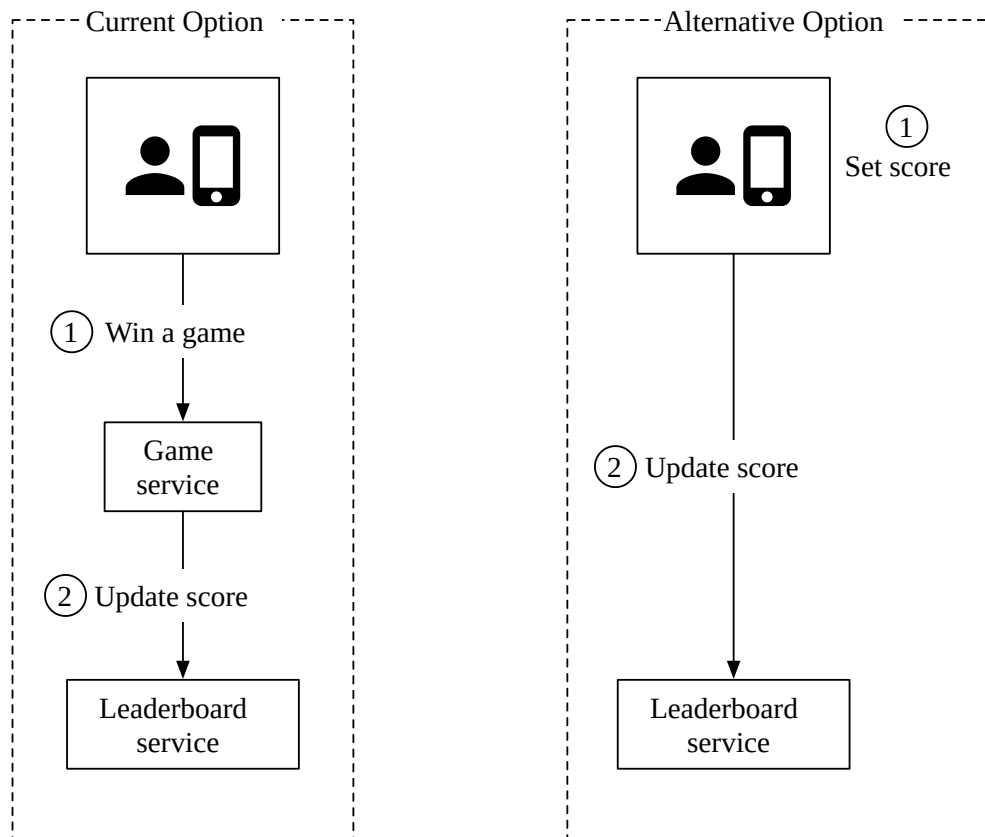 Current Option
1 Win a game
Game
service
2 Update score
Leaderboard
service
Alternative Option
1
Set score
2 Update score
Leaderboard
service